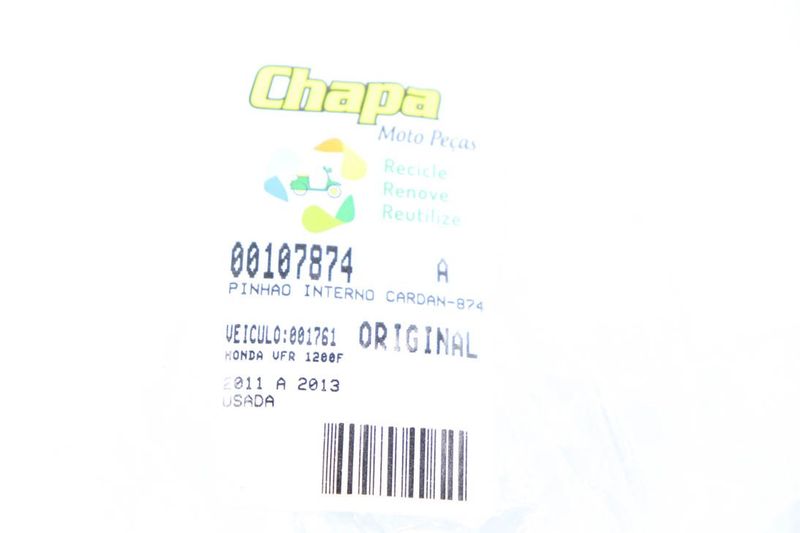 Chapa
Moto Peças
Recicle
Renove
Reutilize
00107874 A
PINHAO INTERNO CARDAN-874
VEICULO:001761 ORIGINAL
HONDA VFR 1200F
2011 A 2013
USADA